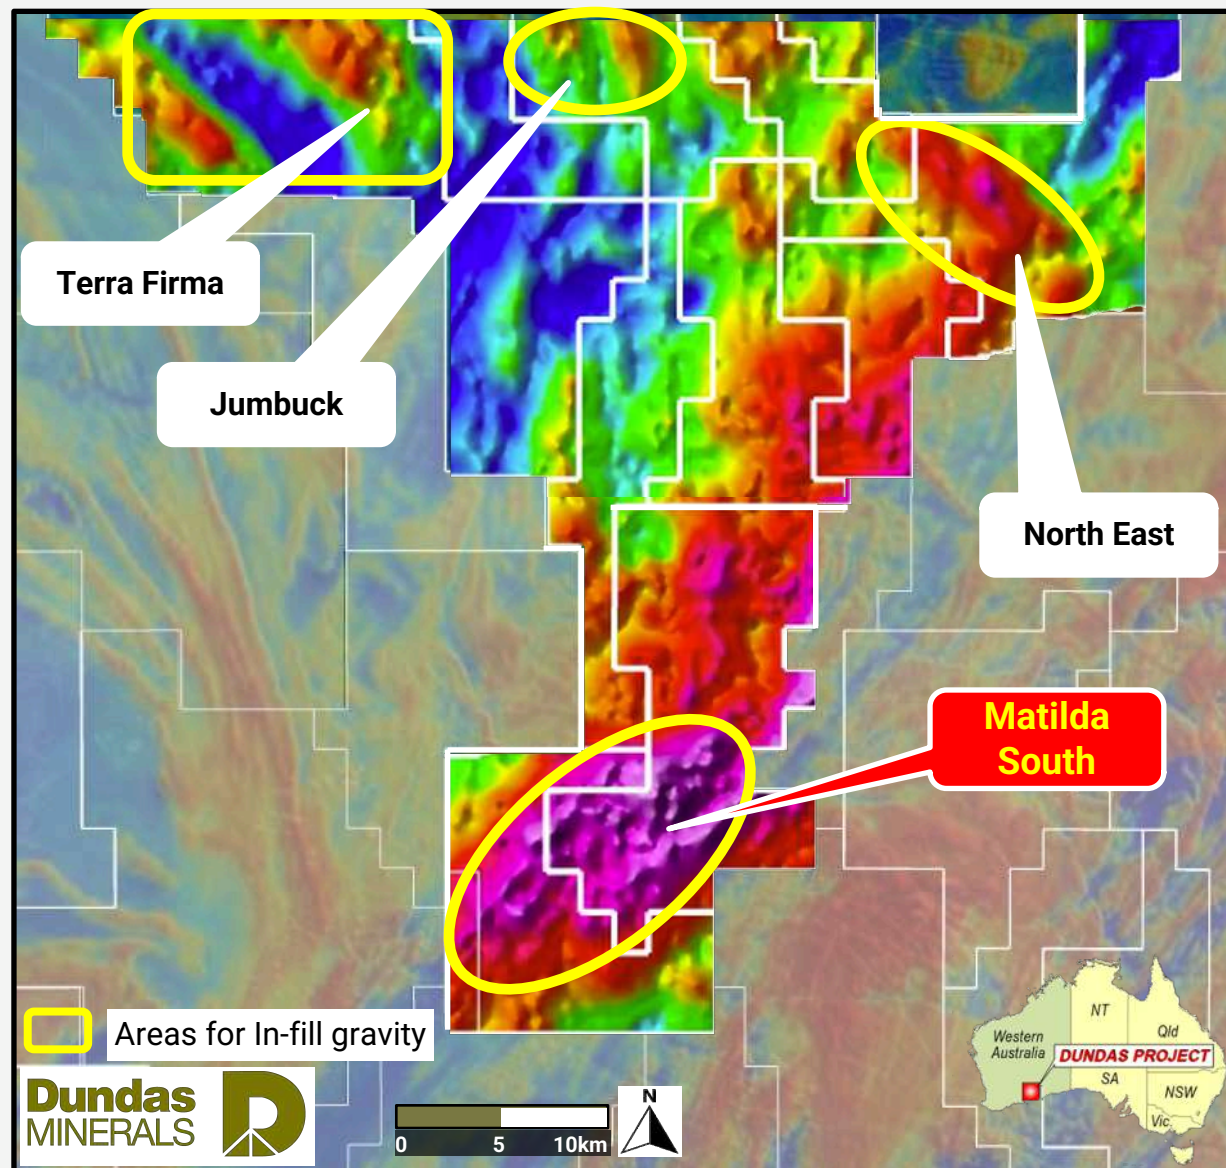 Terra Firma
Jumbuck
North East
Matilda
South
Areas for In-fill gravity
Dundas
MINERALS
0 5 10km
N
NT
Western
Australia
Qld
DUNDAS PROJECT
SA
NSW
Vic